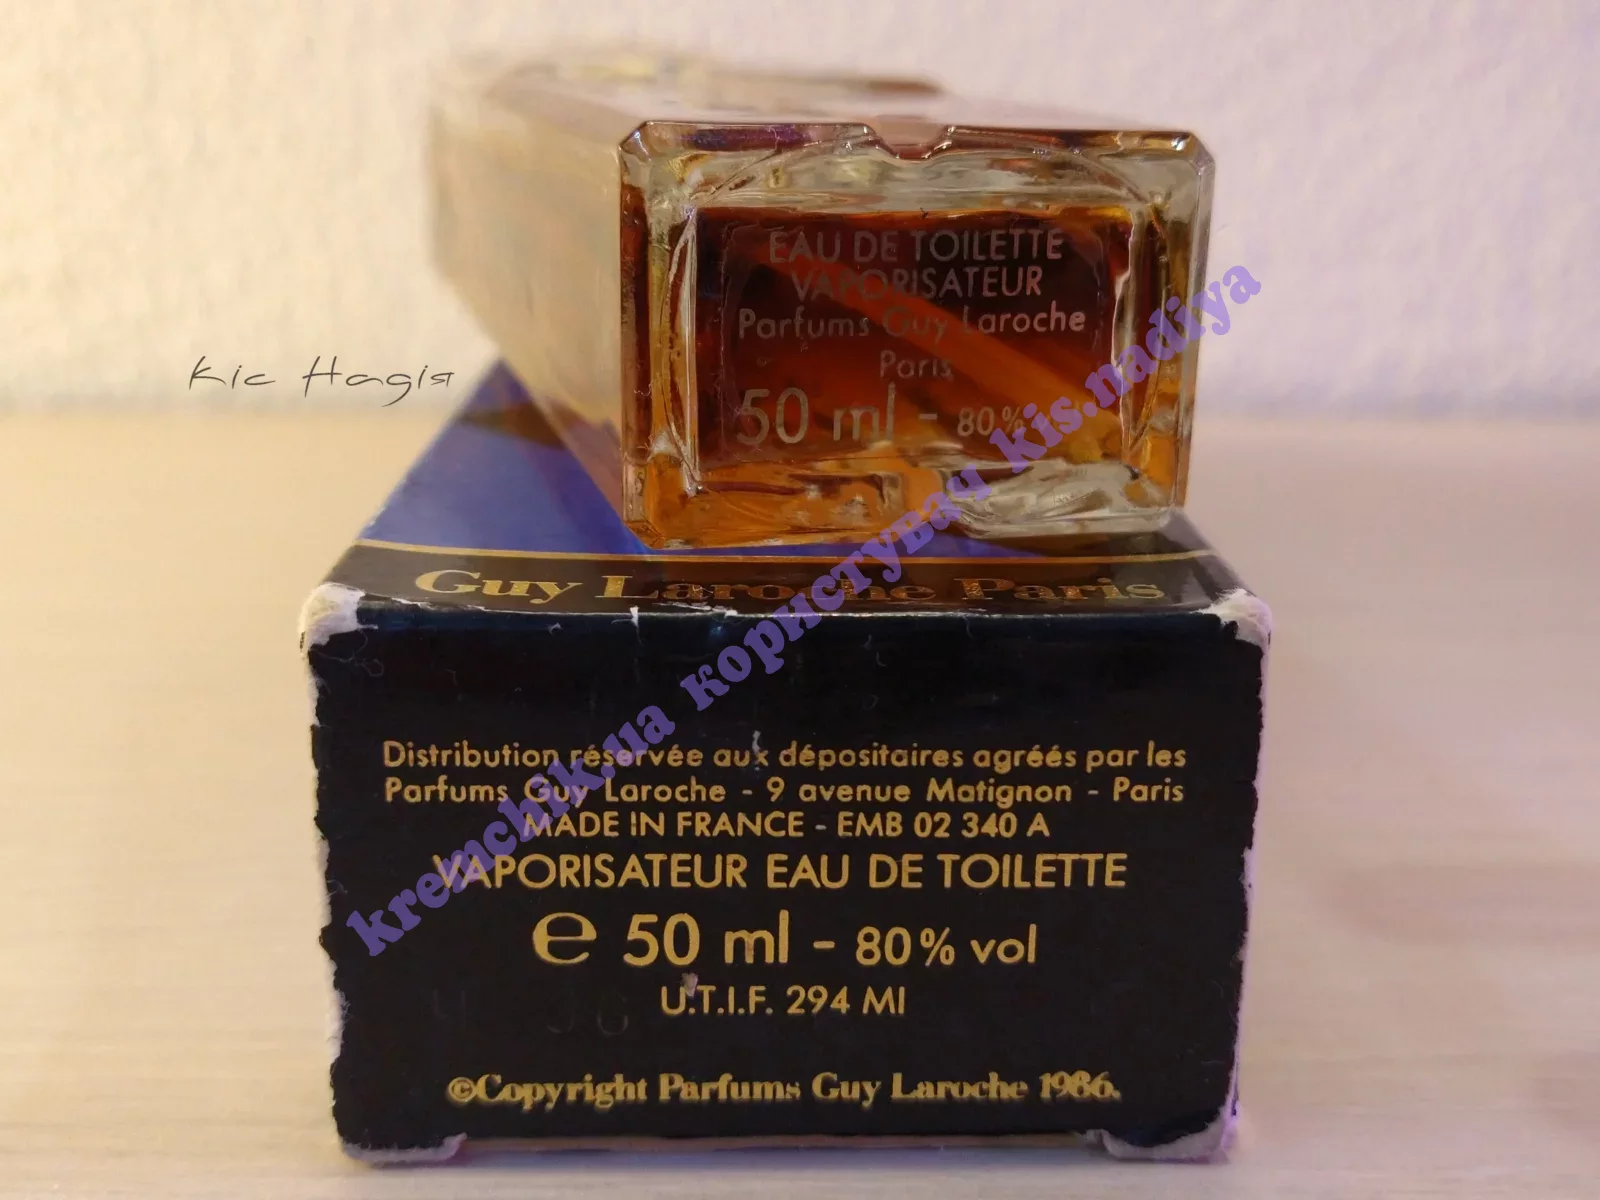 EAU DE TOILETTE
VAPORISATEUR
Parfums Guy Laroche
Paris
50 ml - 80%
Кіс Надія
Guy Laroche Paris
Distribution réservée aux dépositaires agréés par les
Parfums Guy Laroche - 9 avenue Matignon - Paris
MADE IN FRANCE - EMB 02 340 A
VAPORISATEUR EAU DE TOILETTE
℮ 50 ml - 80% vol
U.T.I.F. 294 MI
©Copyright Parfums Guy Laroche 1986.
kremchik.ua користувач kis.nadiya